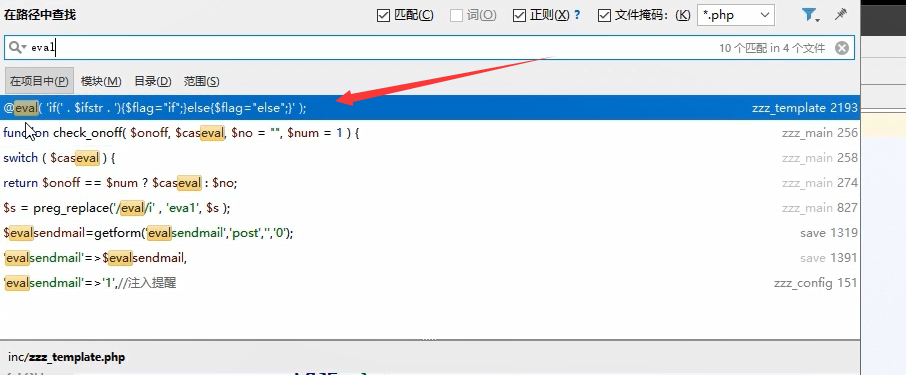 在路径中查找 匹配(C) 词(O) 正则(X) ? 文件掩码：(K) *.php
eval 10 个匹配 in 4 个文件
在项目中(P) 模块(M) 目录(D) 范围(S)
@eval( 'if(' . $ifstr . '){$flag="if";}else{$flag="else";}' ); zzz_template 2193
function check_onoff( $onoff, $caseval, $no = "", $num = 1 ) { zzz_main 256
switch ( $caseval ) { zzz_main 258
return $onoff == $num ? $caseval : $no; zzz_main 274
$s = preg_replace('/eval/i' , 'eva1', $s ); zzz_main 827
$evalsendmail=getform('evalsendmail','post','','0'); save 1319
'evalsendmail'=>$evalsendmail, save 1391
'evalsendmail'=>'1',//注入提醒 zzz_config 151
inc/zzz_template.php